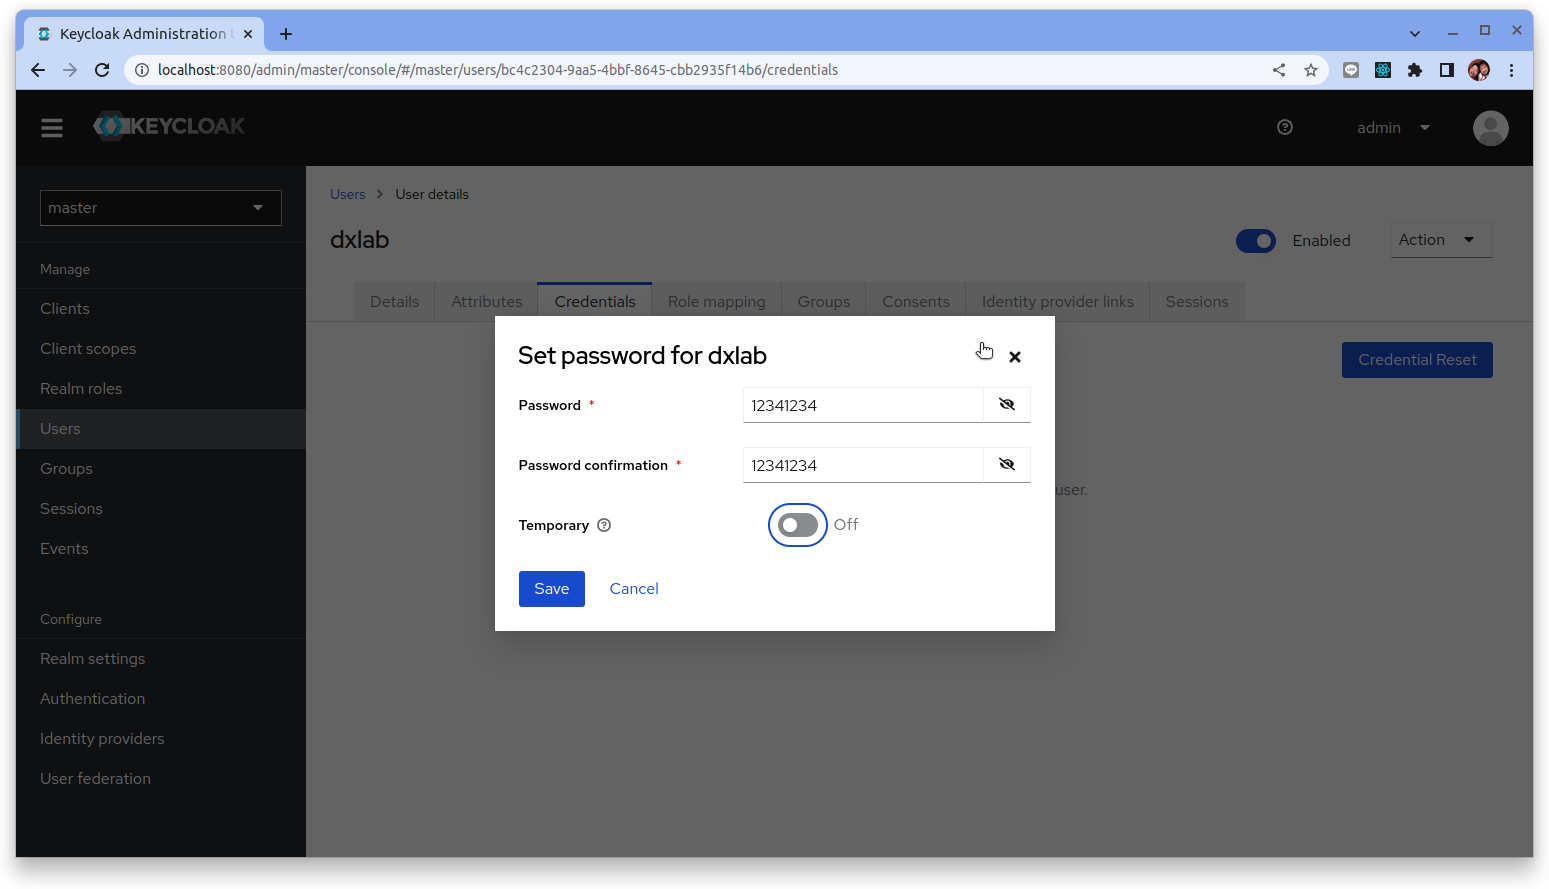 Keycloak Administration
localhost:8080/admin/master/console/#/master/users/bc4c2304-9aa5-4bbf-8645-cbb2935f14b6/credentials
KEYCLOAK
admin
master
Manage
Clients
Client scopes
Realm roles
Users
Groups
Sessions
Events
Configure
Realm settings
Authentication
Identity providers
User federation
Users > User details
dxlab
Enabled
Action
Details Attributes Credentials Role mapping Groups Consents Identity provider links Sessions
Credential Reset
user.
Set password for dxlab
Password *
12341234
Password confirmation *
12341234
Temporary
Off
Save Cancel